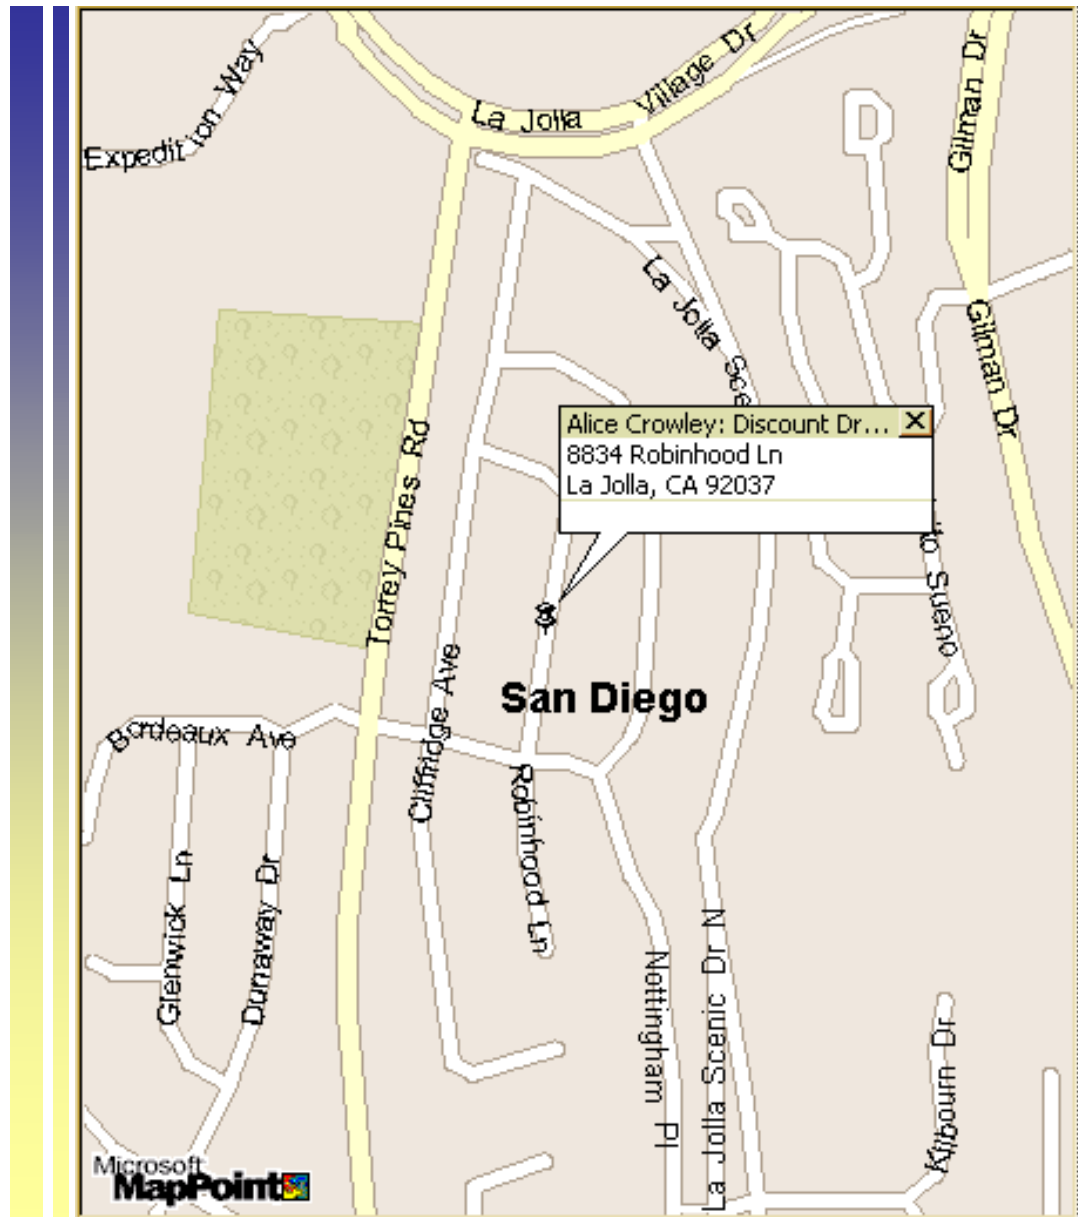 La Jolla
Village Dr
Gilman Dr
Expedition Way
La Jolla Sce
Gilman Dr
Alice Crowley: Discount Dr...
8834 Robinhood Ln
La Jolla, CA 92037
Torrey Pines Rd
to Sueno
Cliffridge Ave
San Diego
Bordeaux Ave
Robinhood Ln
Glenwick Ln
Dunaway Dr
Nottingham Pl
La Jolla Scenic Dr N
Kilbourn Dr
Microsoft
MapPoint